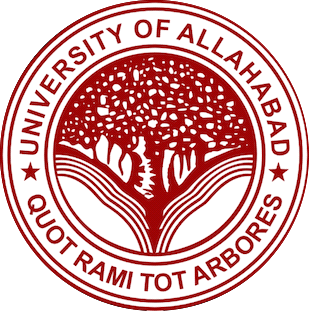 UNIVERSITY OF ALLAHABAD
QUOT RAMI TOT ARBORES